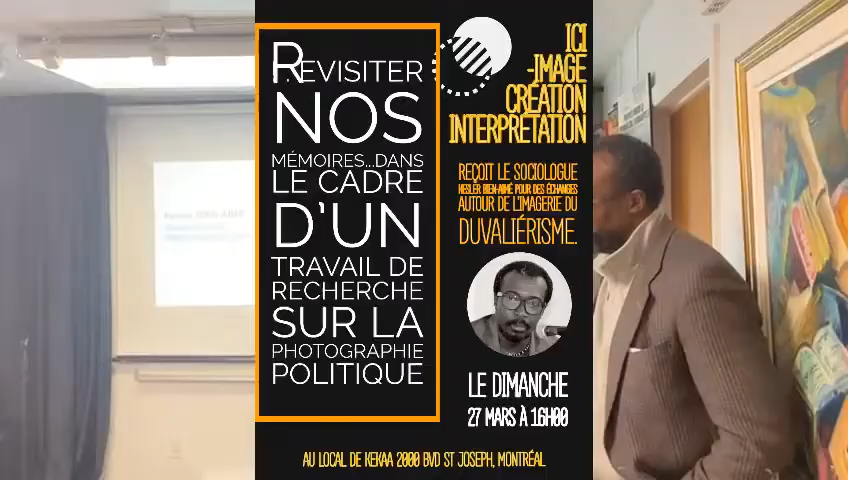 REVISITER
NOS
MÉMOIRES...DANS
LE CADRE
D'UN
TRAVAIL DE
RECHERCHE
SUR LA
PHOTOGRAPHIE
POLITIQUE
ICI
-IMAGE
CRÉATION
INTERPRETATION
REÇOIT LE SOCIOLOGUE
KESLER BIEN-AIMÉ POUR DES ÉCHANGES
AUTOUR DE L'IMAGERIE DU
DUVALIÉRISME.
LE DIMANCHE
27 MARS À 16H00
AU LOCAL DE KEKAA 2000 BVD ST JOSEPH, MONTRÉAL